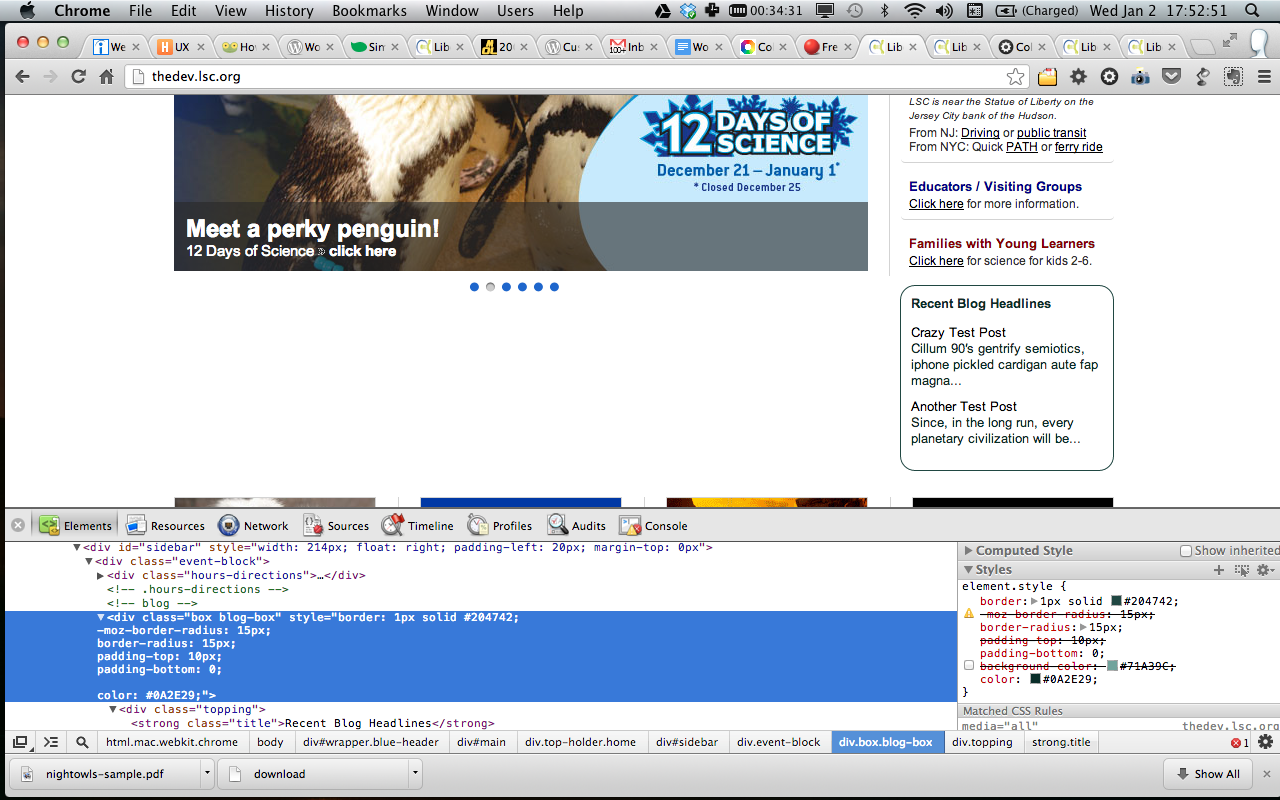 Chrome File Edit View History Bookmarks Window Users Help 00:34:31 (Charged) Wed Jan 2 17:52:51
We UX Ho Wo Sin Lib 20 Cu Inb Wo Co Fre Lib Lib Col Lib Lib
thedev.lsc.org
12 DAYS OF SCIENCE
December 21 – January 1*
* Closed December 25
Meet a perky penguin!
12 Days of Science » click here
LSC is near the Statue of Liberty on the
Jersey City bank of the Hudson.
From NJ: Driving or public transit
From NYC: Quick PATH or ferry ride
Educators / Visiting Groups
Click here for more information.
Families with Young Learners
Click here for science for kids 2-6.
Recent Blog Headlines
Crazy Test Post
Cillum 90's gentrify semiotics,
iphone pickled cardigan aute fap
magna...
Another Test Post
Since, in the long run, every
planetary civilization will be...
Elements Resources Network Sources Timeline Profiles Audits Console
<div id="sidebar" style="width: 214px; float: right; padding-left: 20px; margin-top: 0px">
<div class="event-block">
<div class="hours-directions">…</div>
<!-- .hours-directions -->
<!-- blog -->
<div class="box blog-box" style="border: 1px solid #204742;
-moz-border-radius: 15px;
border-radius: 15px;
padding-top: 10px;
padding-bottom: 0;
color: #0A2E29;">
<div class="topping">
<strong class="title">Recent Blog Headlines</strong>
Computed Style Show inherited
Styles
element.style {
border: 1px solid #204742;
-moz-border-radius: 15px;
border-radius: 15px;
padding-top: 10px;
padding-bottom: 0;
background-color: #71A39C;
color: #0A2E29;
}
Matched CSS Rules
media="all" thedev.lsc.org
html.mac.webkit.chrome body div#wrapper.blue-header div#main div.top-holder.home div#sidebar div.event-block div.box.blog-box div.topping strong.title 1
nightowls-sample.pdf download Show All